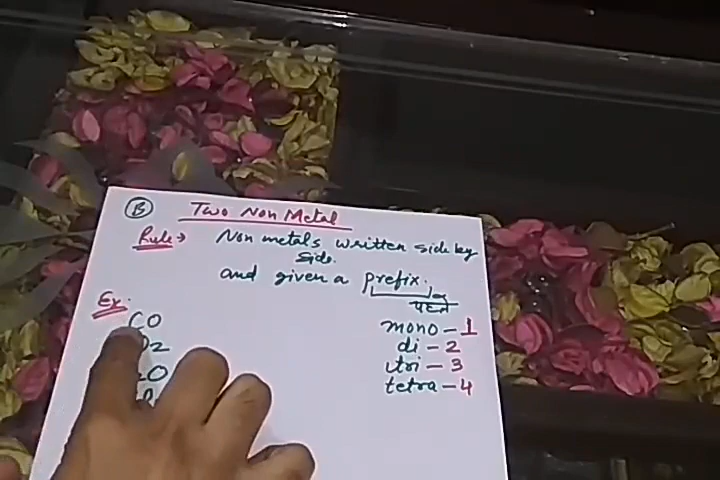 B Two Non Metal
Rule → Non metals written side by
side.
and given a prefix.
पहले
Ex:
mono - 1
CO
di - 2
tri - 3
tetra - 4